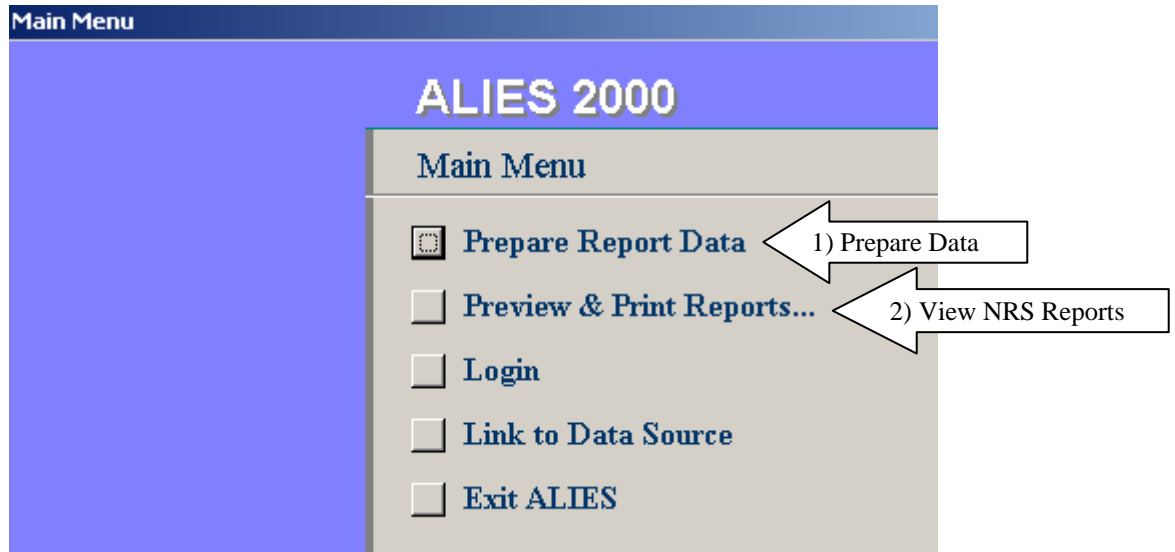 Main Menu
ALIES 2000
Main Menu
Prepare Report Data
1) Prepare Data
Preview & Print Reports...
2) View NRS Reports
Login
Link to Data Source
Exit ALIES